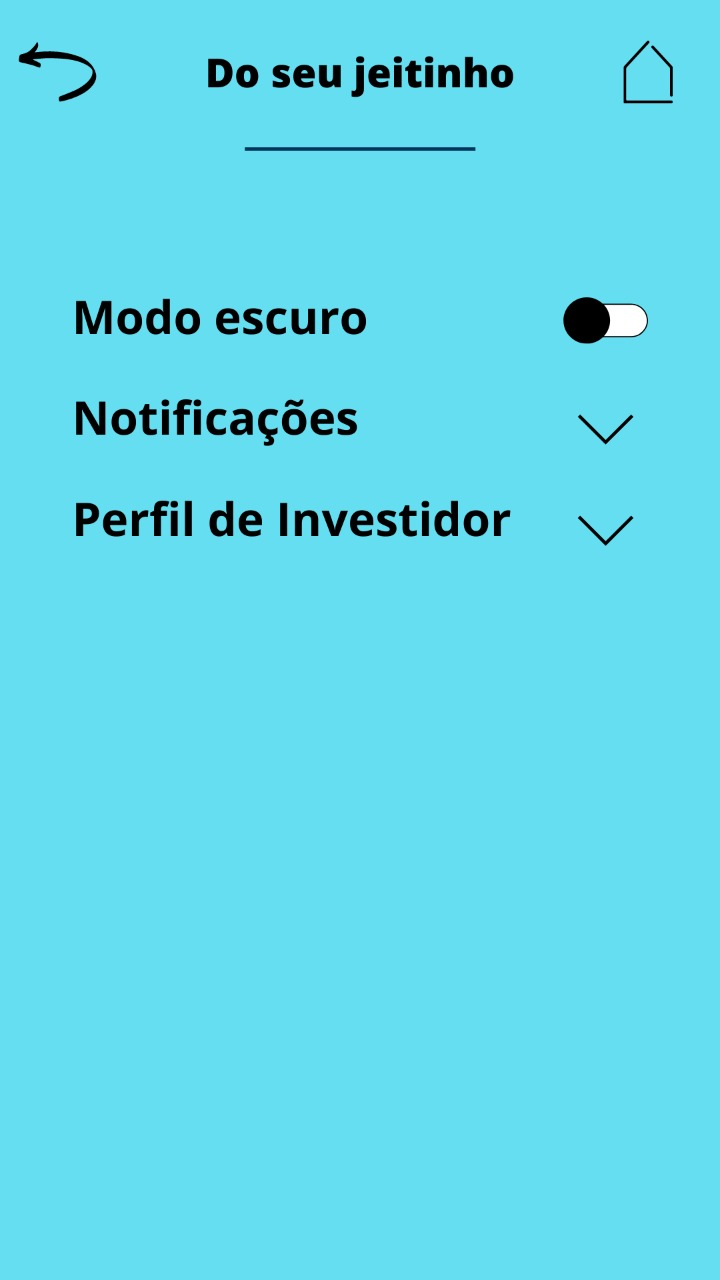 Do seu jeitinho
Modo escuro
Notificações
Perfil de Investidor